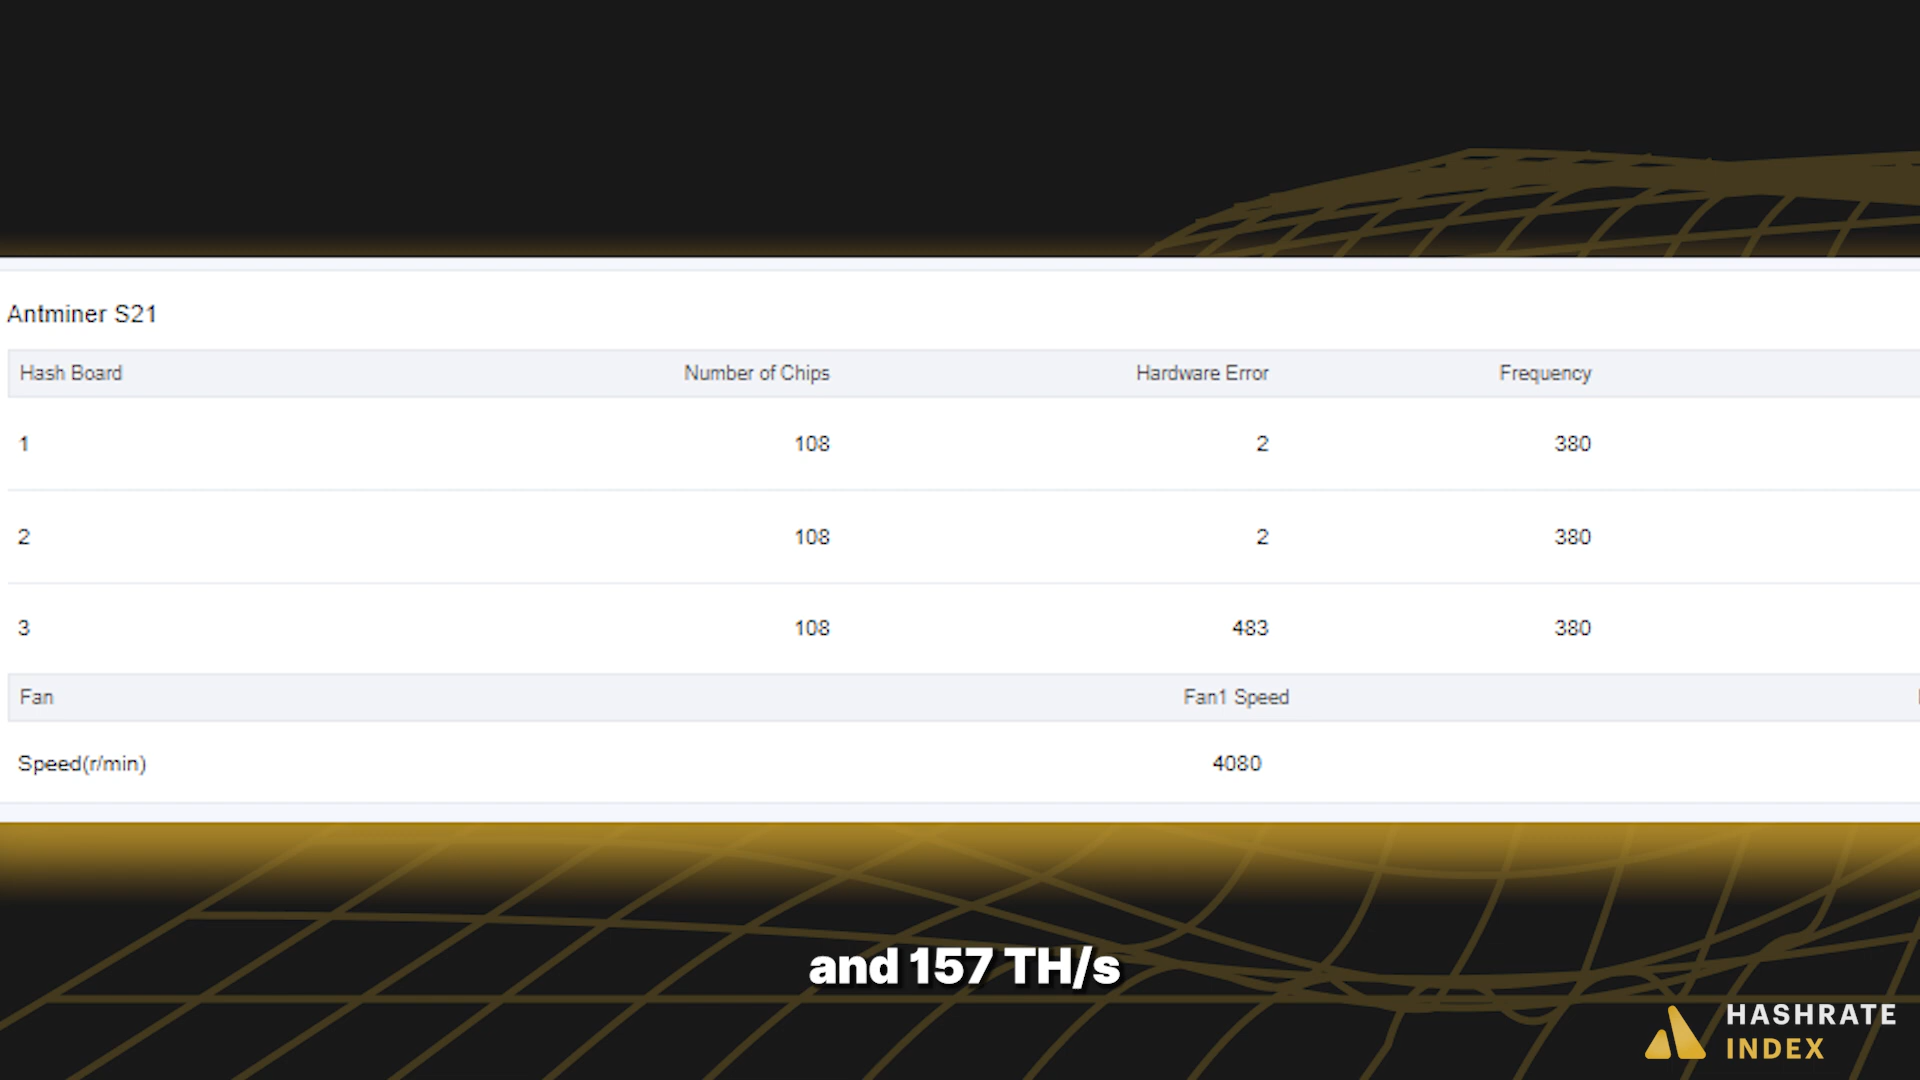 Antminer S21
Hash Board Number of Chips Hardware Error Frequency
1 108 2 380
2 108 2 380
3 108 483 380
Fan Fan1 Speed
Speed(r/min) 4080
and 157 TH/s
HASHRATE
INDEX